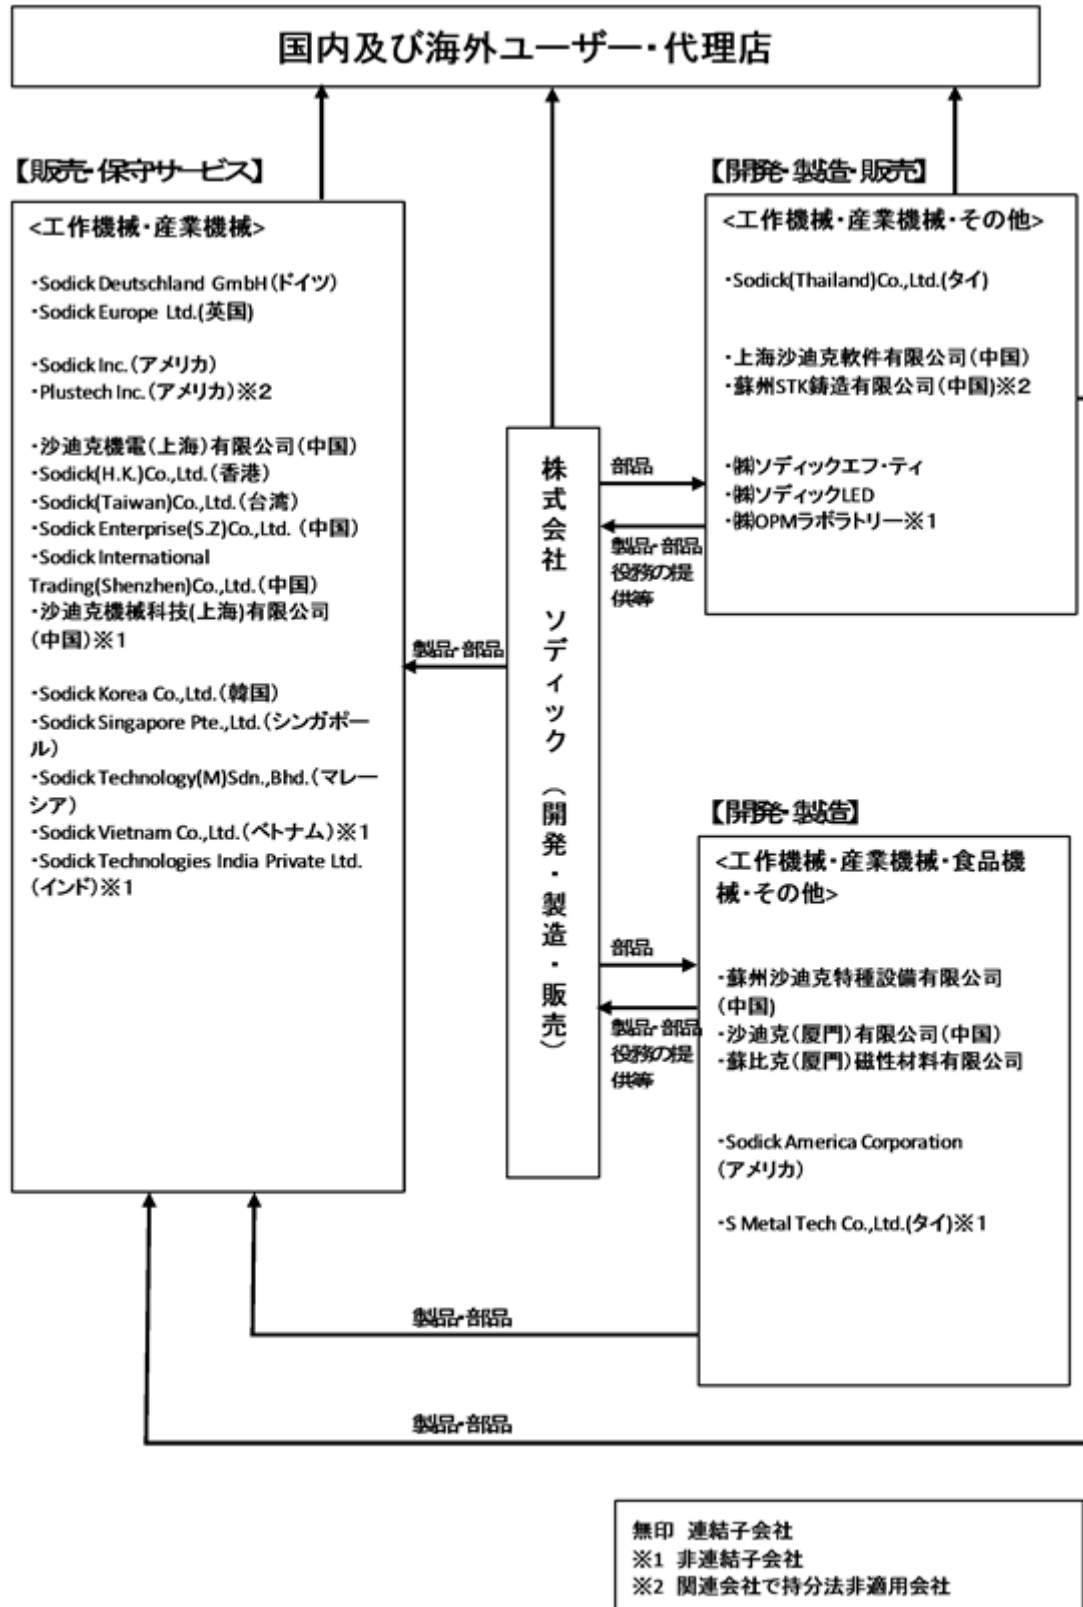 国内及び海外ユーザー・代理店
【販売・保守サービス】
<工作機械・産業機械>
・Sodick Deutschland GmbH(ドイツ)
・Sodick Europe Ltd.(英国)
・Sodick Inc.(アメリカ)
・Plustech Inc.(アメリカ)※2
・沙迪克機電(上海)有限公司(中国)
・Sodick(H.K.)Co.,Ltd.(香港)
・Sodick(Taiwan)Co.,Ltd.(台湾)
・Sodick Enterprise(S.Z)Co.,Ltd. (中国)
・Sodick International
Trading(Shenzhen)Co.,Ltd.(中国)
・沙迪克機械科技(上海)有限公司
(中国)※1
・Sodick Korea Co.,Ltd.(韓国)
・Sodick Singapore Pte.,Ltd.(シンガポー
ル)
・Sodick Technology(M)Sdn.,Bhd.(マレー
シア)
・Sodick Vietnam Co.,Ltd.(ベトナム)※1
・Sodick Technologies India Private Ltd.
(インド)※1
製品・部品
株式会社 ソディック (開発・製造・販売)
部品
製品・部品
役務の提
供等
【開発・製造・販売】
<工作機械・産業機械・その他>
・Sodick(Thailand)Co.,Ltd.(タイ)
・上海沙迪克軟件有限公司(中国)
・蘇州STK鋳造有限公司(中国)※2
・㈱ソディックエフ・ティ
・㈱ソディックLED
・㈱OPMラボラトリー※1
部品
製品・部品
役務の提
供等
【開発・製造】
<工作機械・産業機械・食品機
械・その他>
・蘇州沙迪克特種設備有限公司
(中国)
・沙迪克(厦門)有限公司(中国)
・蘇比克(厦門)磁性材料有限公司
・Sodick America Corporation
(アメリカ)
・S Metal Tech Co.,Ltd.(タイ)※1
製品・部品
製品・部品
無印 連結子会社
※1 非連結子会社
※2 関連会社で持分法非適用会社